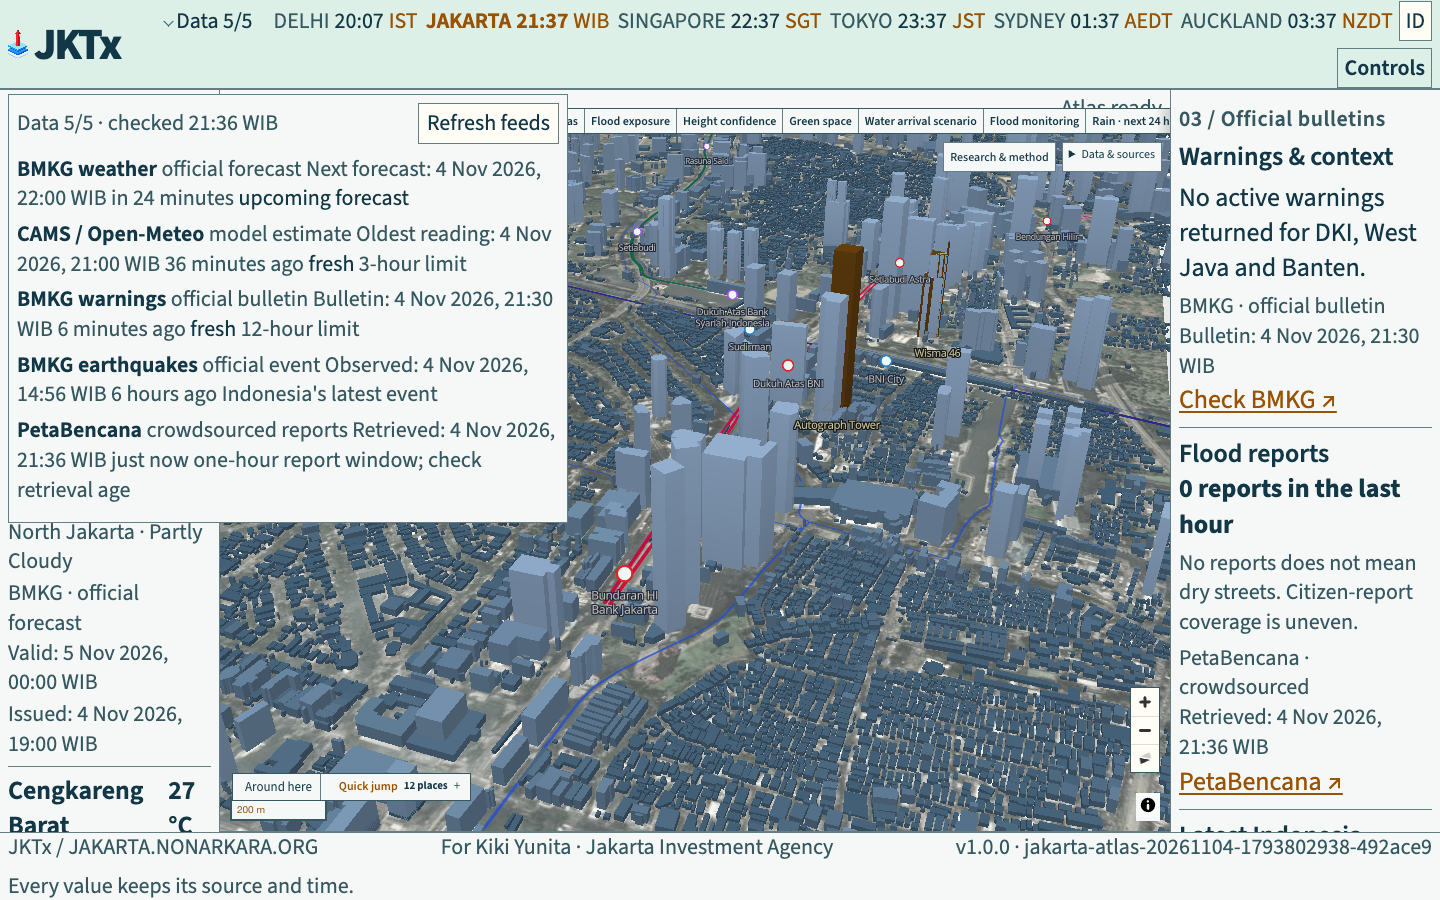 JKTx
Data 5/5
DELHI 20:07 IST
JAKARTA 21:37 WIB
SINGAPORE 22:37 SGT
TOKYO 23:37 JST
SYDNEY 01:37 AEDT
AUCKLAND 03:37 NZDT
ID
Controls
Data 5/5 · checked 21:36 WIB
Refresh feeds
BMKG weather official forecast Next forecast: 4 Nov 2026,
22:00 WIB in 24 minutes upcoming forecast
CAMS / Open-Meteo model estimate Oldest reading: 4 Nov
2026, 21:00 WIB 36 minutes ago fresh 3-hour limit
BMKG warnings official bulletin Bulletin: 4 Nov 2026, 21:30
WIB 6 minutes ago fresh 12-hour limit
BMKG earthquakes official event Observed: 4 Nov 2026,
14:56 WIB 6 hours ago Indonesia's latest event
PetaBencana crowdsourced reports Retrieved: 4 Nov 2026,
21:36 WIB just now one-hour report window; check
retrieval age
North Jakarta · Partly
Cloudy
BMKG · official
forecast
Valid: 5 Nov 2026,
00:00 WIB
Issued: 4 Nov 2026,
19:00 WIB
Cengkareng 27
Barat °C
Atlas ready
as
Flood exposure
Height confidence
Green space
Water arrival scenario
Flood monitoring
Rain · next 24 h
Research & method
Data & sources
Rasuna Said
Setiabudi
Bendungan Hilir
Setiabudi Astra
Dukuh Atas Bank
Syariah Indonesia
Sudirman
Wisma 46
Dukuh Atas BNI
BNI City
Autograph Tower
Bundaran HI
Bank Jakarta
Around here
Quick jump 12 places +
200 m
03 / Official bulletins
Warnings & context
No active warnings
returned for DKI, West
Java and Banten.
BMKG · official bulletin
Bulletin: 4 Nov 2026, 21:30
WIB
Check BMKG ↗
Flood reports
0 reports in the last
hour
No reports does not mean
dry streets. Citizen-report
coverage is uneven.
PetaBencana ·
crowdsourced
Retrieved: 4 Nov 2026,
21:36 WIB
PetaBencana ↗
Latest Indonesia
JKTx / JAKARTA.NONARKARA.ORG
For Kiki Yunita · Jakarta Investment Agency
v1.0.0 · jakarta-atlas-20261104-1793802938-492ace9
Every value keeps its source and time.